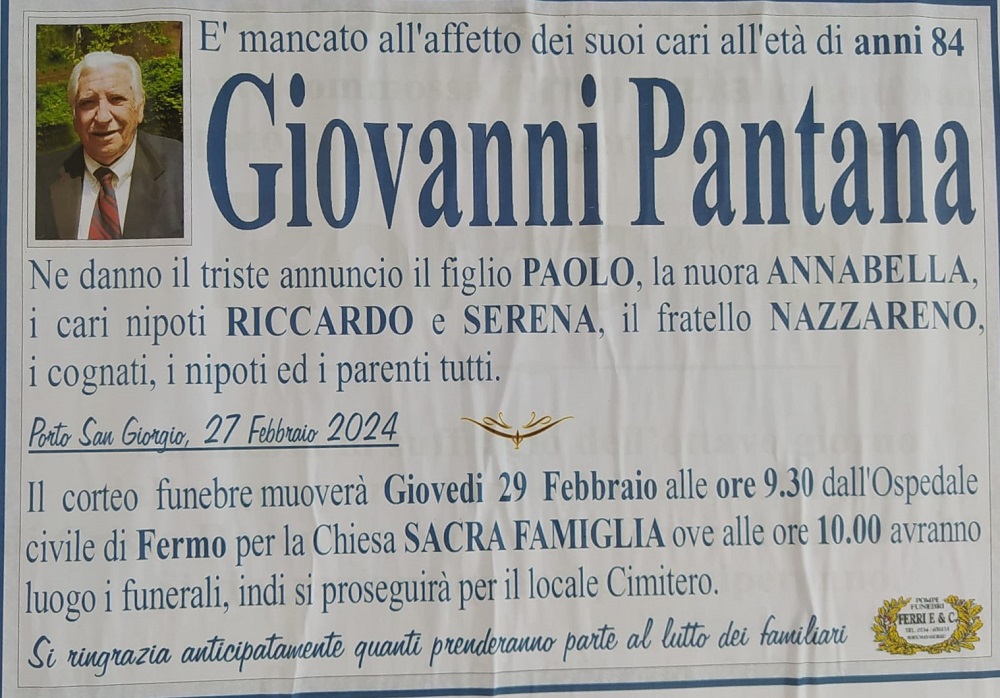 E' mancato all'affetto dei suoi cari all'età di anni 84
Giovanni Pantana
Ne danno il triste annuncio il figlio PAOLO, la nuora ANNABELLA,
i cari nipoti RICCARDO e SERENA, il fratello NAZZARENO,
i cognati, i nipoti ed i parenti tutti.
Porto San Giorgio, 27 Febbraio 2024
Il corteo funebre muoverà Giovedi 29 Febbraio alle ore 9.30 dall'Ospedale
civile di Fermo per la Chiesa SACRA FAMIGLIA ove alle ore 10.00 avranno
luogo i funerali, indi si proseguirà per il locale Cimitero.
Si ringrazia anticipatamente quanti prenderanno parte al lutto dei familiari
POMPE
FUNEBRI
FERRI F. & C.